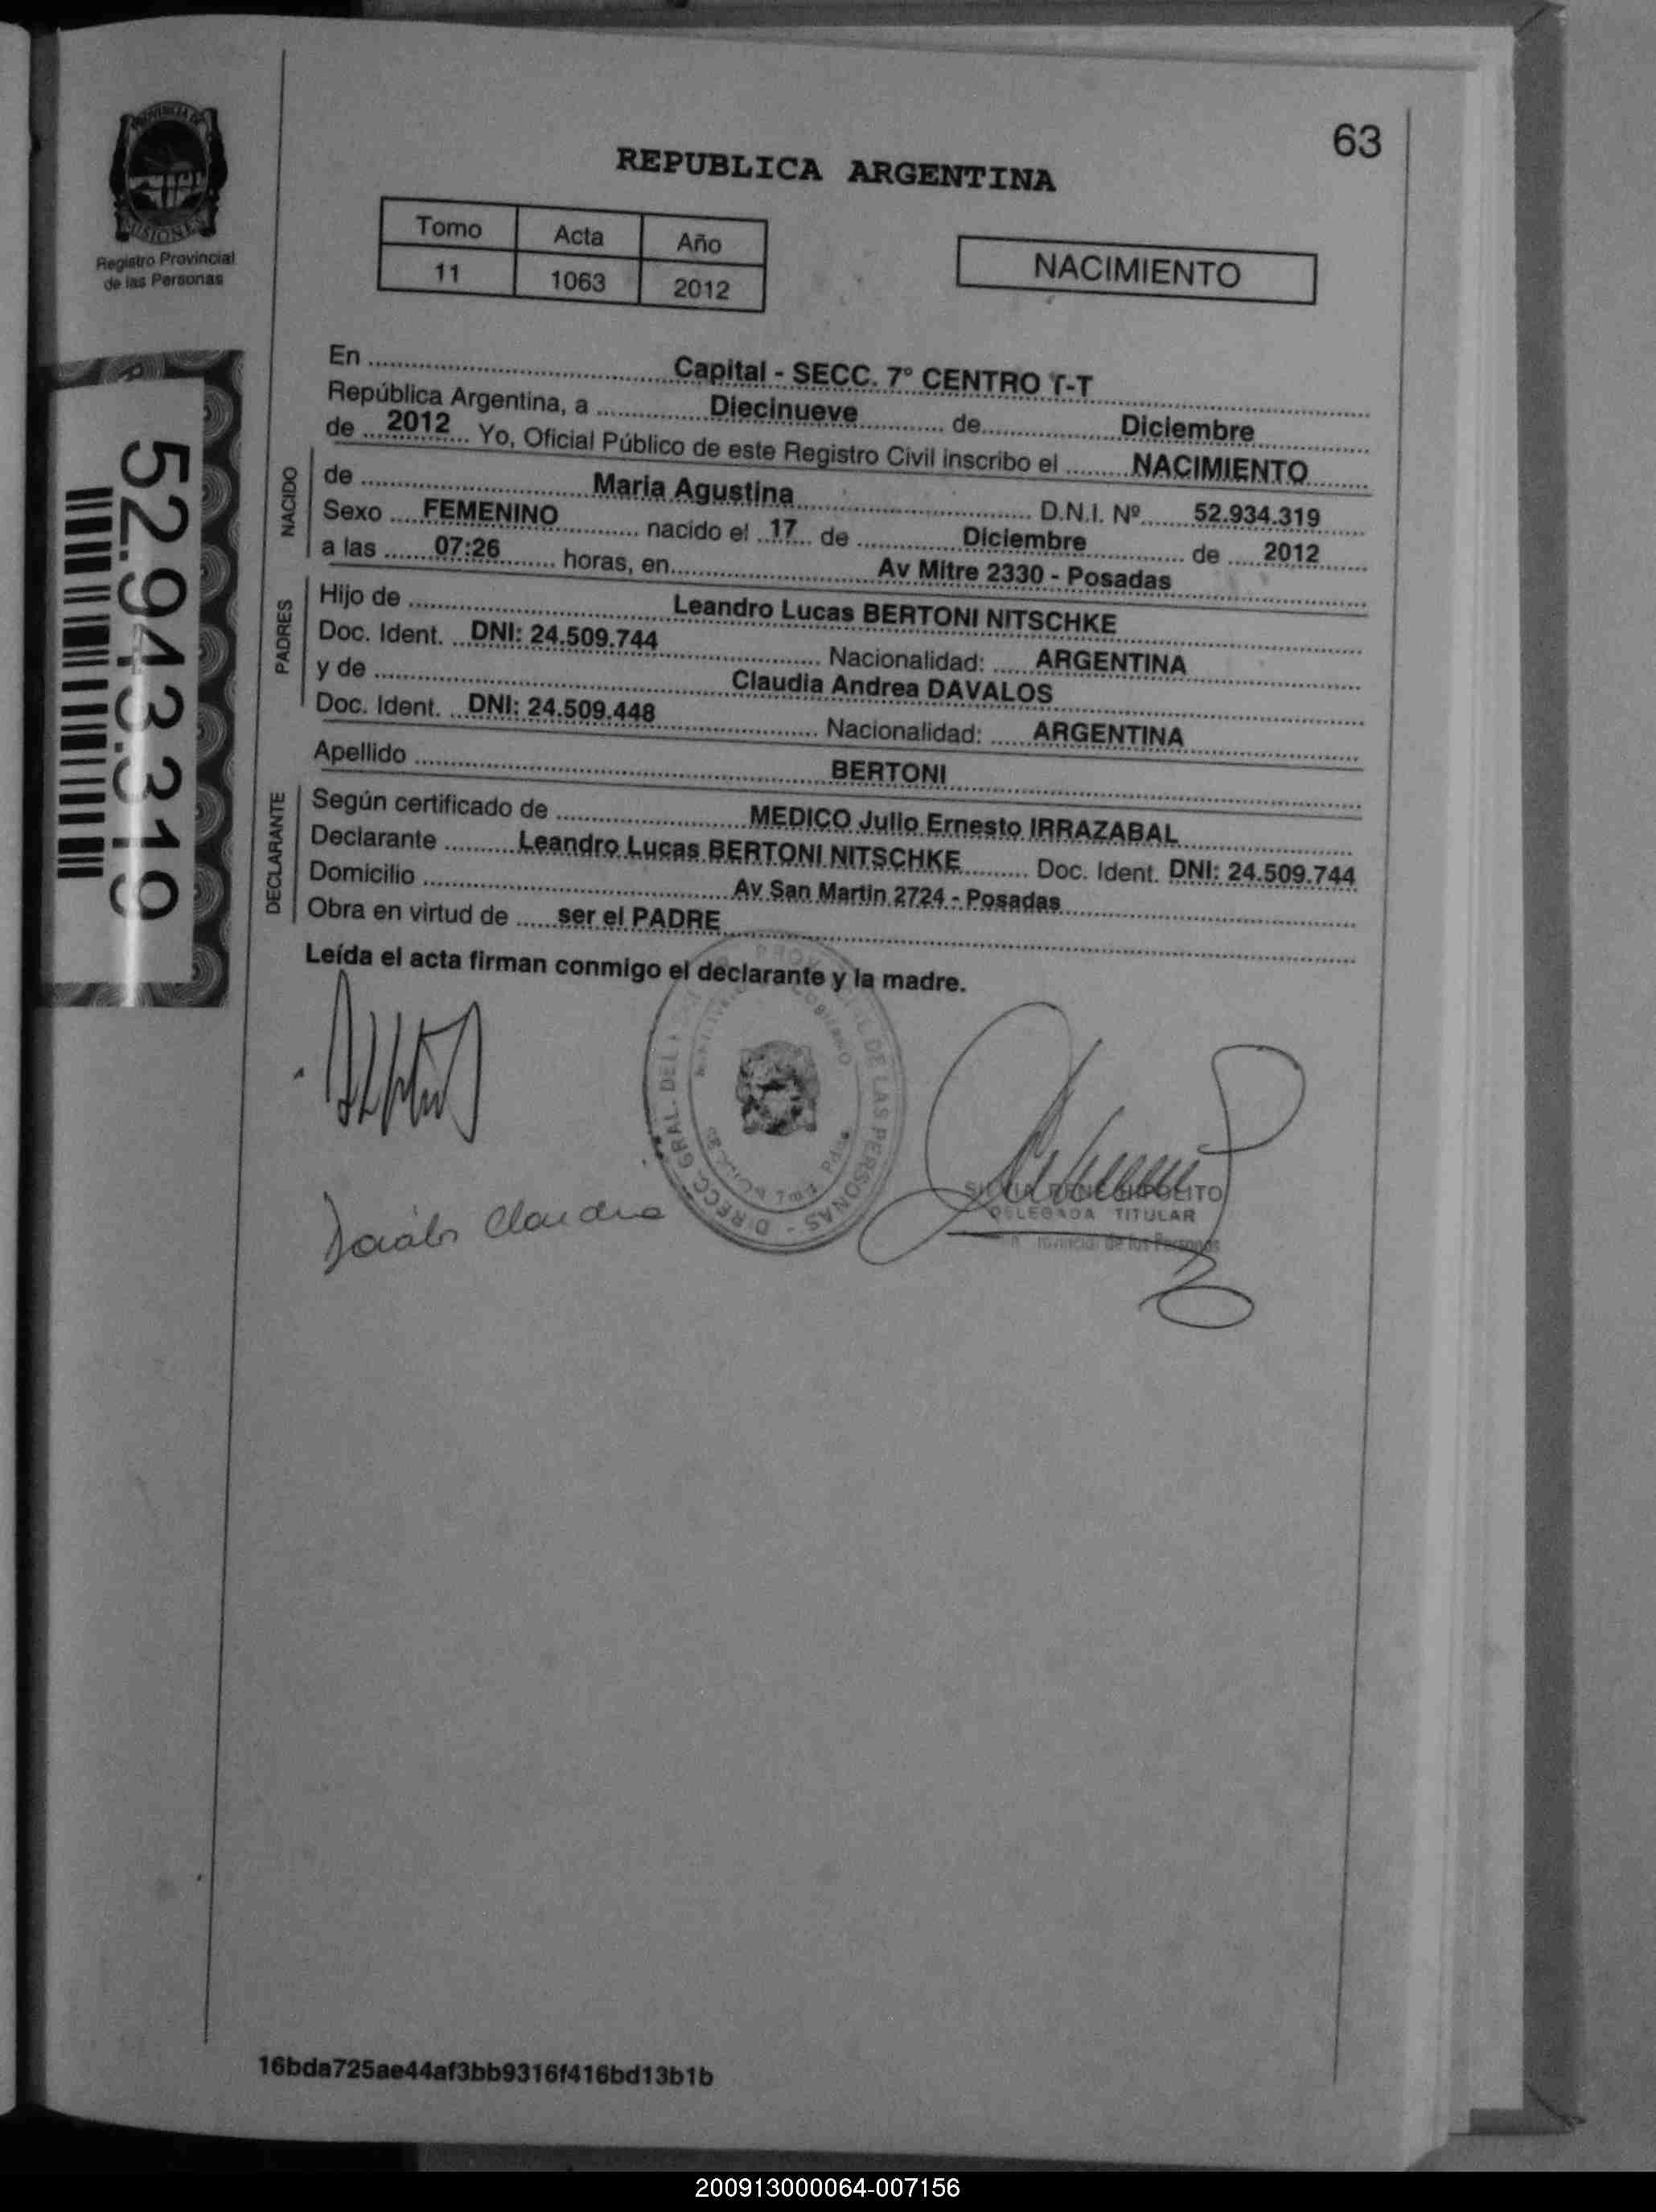 63
PROVINCIA DE
MISIONES
Registro Provincial
de las Personas
REPUBLICA ARGENTINA
Tomo Acta Año
11 1063 2012
NACIMIENTO
52.943.319
En Capital - SECC. 7° CENTRO T-T
República Argentina, a Diecinueve de Diciembre
de 2012 Yo, Oficial Público de este Registro Civil inscribo el NACIMIENTO
NACIDO
de Maria Agustina D.N.I. Nº 52.934.319
Sexo FEMENINO nacido el 17 de Diciembre de 2012
a las 07:26 horas, en Av Mitre 2330 - Posadas
PADRES
Hijo de Leandro Lucas BERTONI NITSCHKE
Doc. Ident. DNI: 24.509.744 Nacionalidad: ARGENTINA
y de Claudia Andrea DAVALOS
Doc. Ident. DNI: 24.509.448 Nacionalidad: ARGENTINA
Apellido BERTONI
DECLARANTE
Según certificado de MEDICO Julio Ernesto IRRAZABAL
Declarante Leandro Lucas BERTONI NITSCHKE Doc. Ident. DNI: 24.509.744
Domicilio Av San Martin 2724 - Posadas
Obra en virtud de ser el PADRE
Leída el acta firman conmigo el declarante y la madre.
DIRECC. GRAL. DEL DE LAS PERSONAS
Claudia
DELEGADA TITULAR
de las Personas
16bda725ae44af3bb9316f416bd13b1b
200913000064-007156